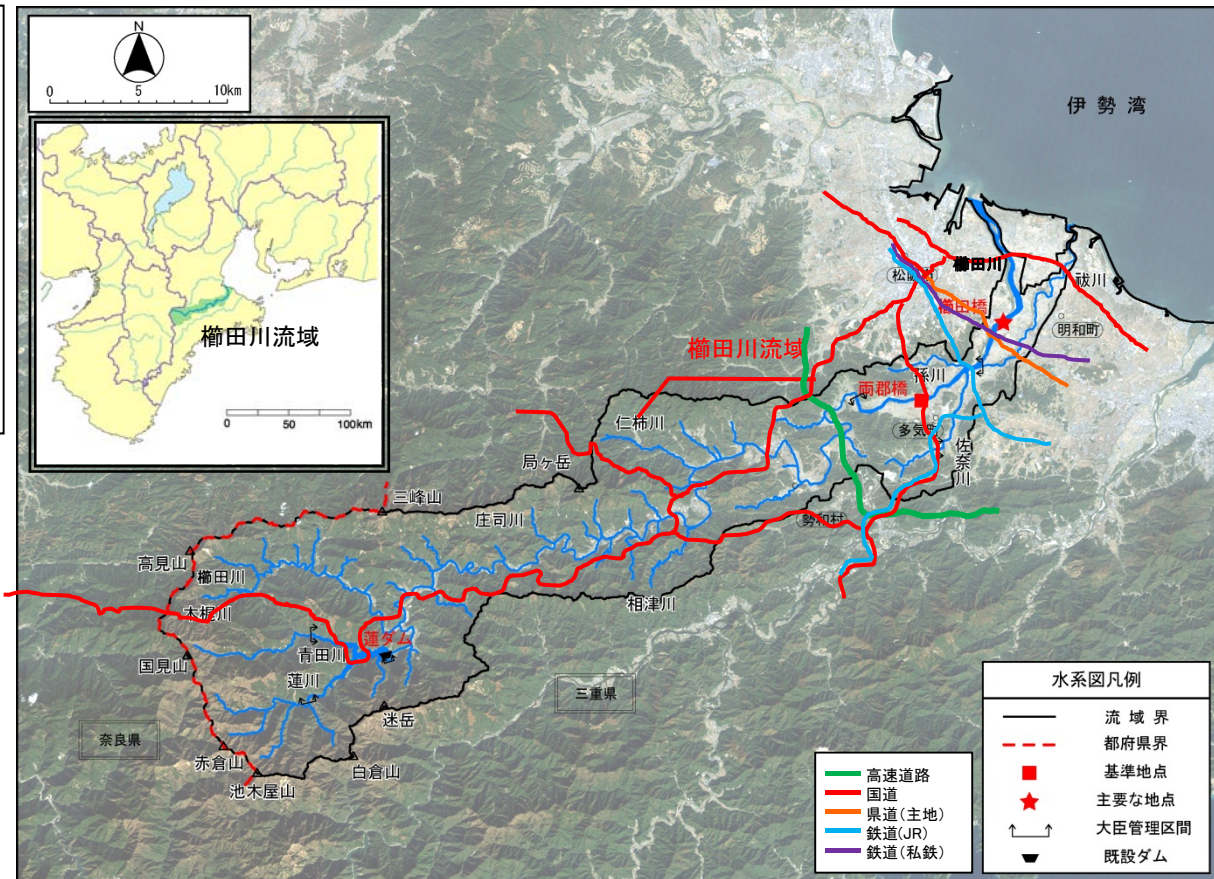 N
0 5 10km
櫛田川流域
0 50 100km
伊勢湾
松阪市
櫛田川
祓川
櫛田橋
明和町
櫛田川流域
孫川
両郡橋
仁柿川
多気町
佐奈川
局ヶ岳
三峰山
庄司川
勢和村
高見山
櫛田川
相津川
木梶川
蓮ダム
青田川
国見山
蓮川
三重県
迷岳
奈良県
赤倉山
白倉山
池木屋山
高速道路
国道
県道(主地)
鉄道(JR)
鉄道(私鉄)
水系図凡例
流域界
都府県界
基準地点
主要な地点
大臣管理区間
既設ダム